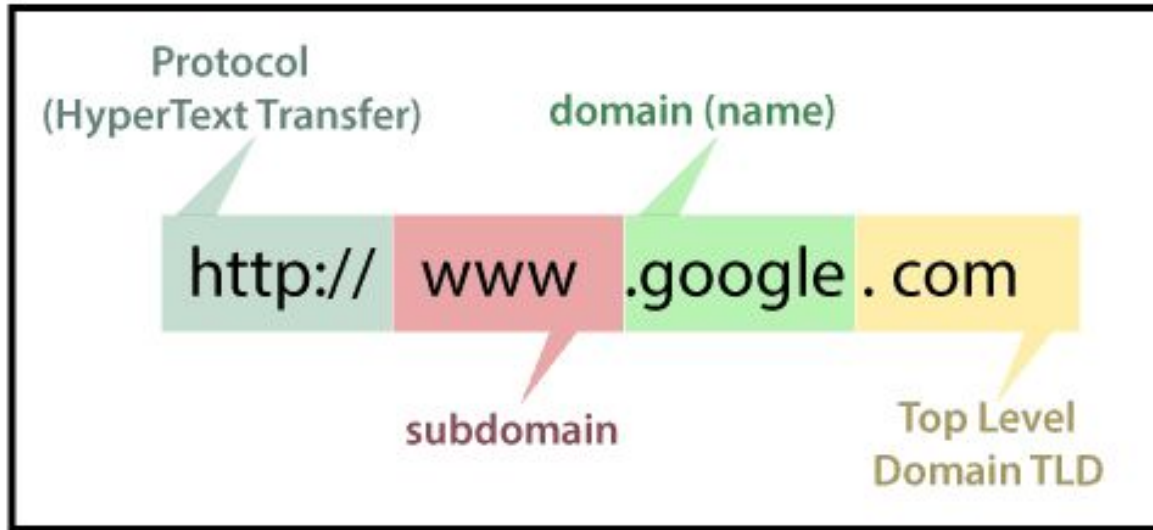 Protocol
(HyperText Transfer)
domain (name)
http:// www .google . com
subdomain
Top Level
Domain TLD